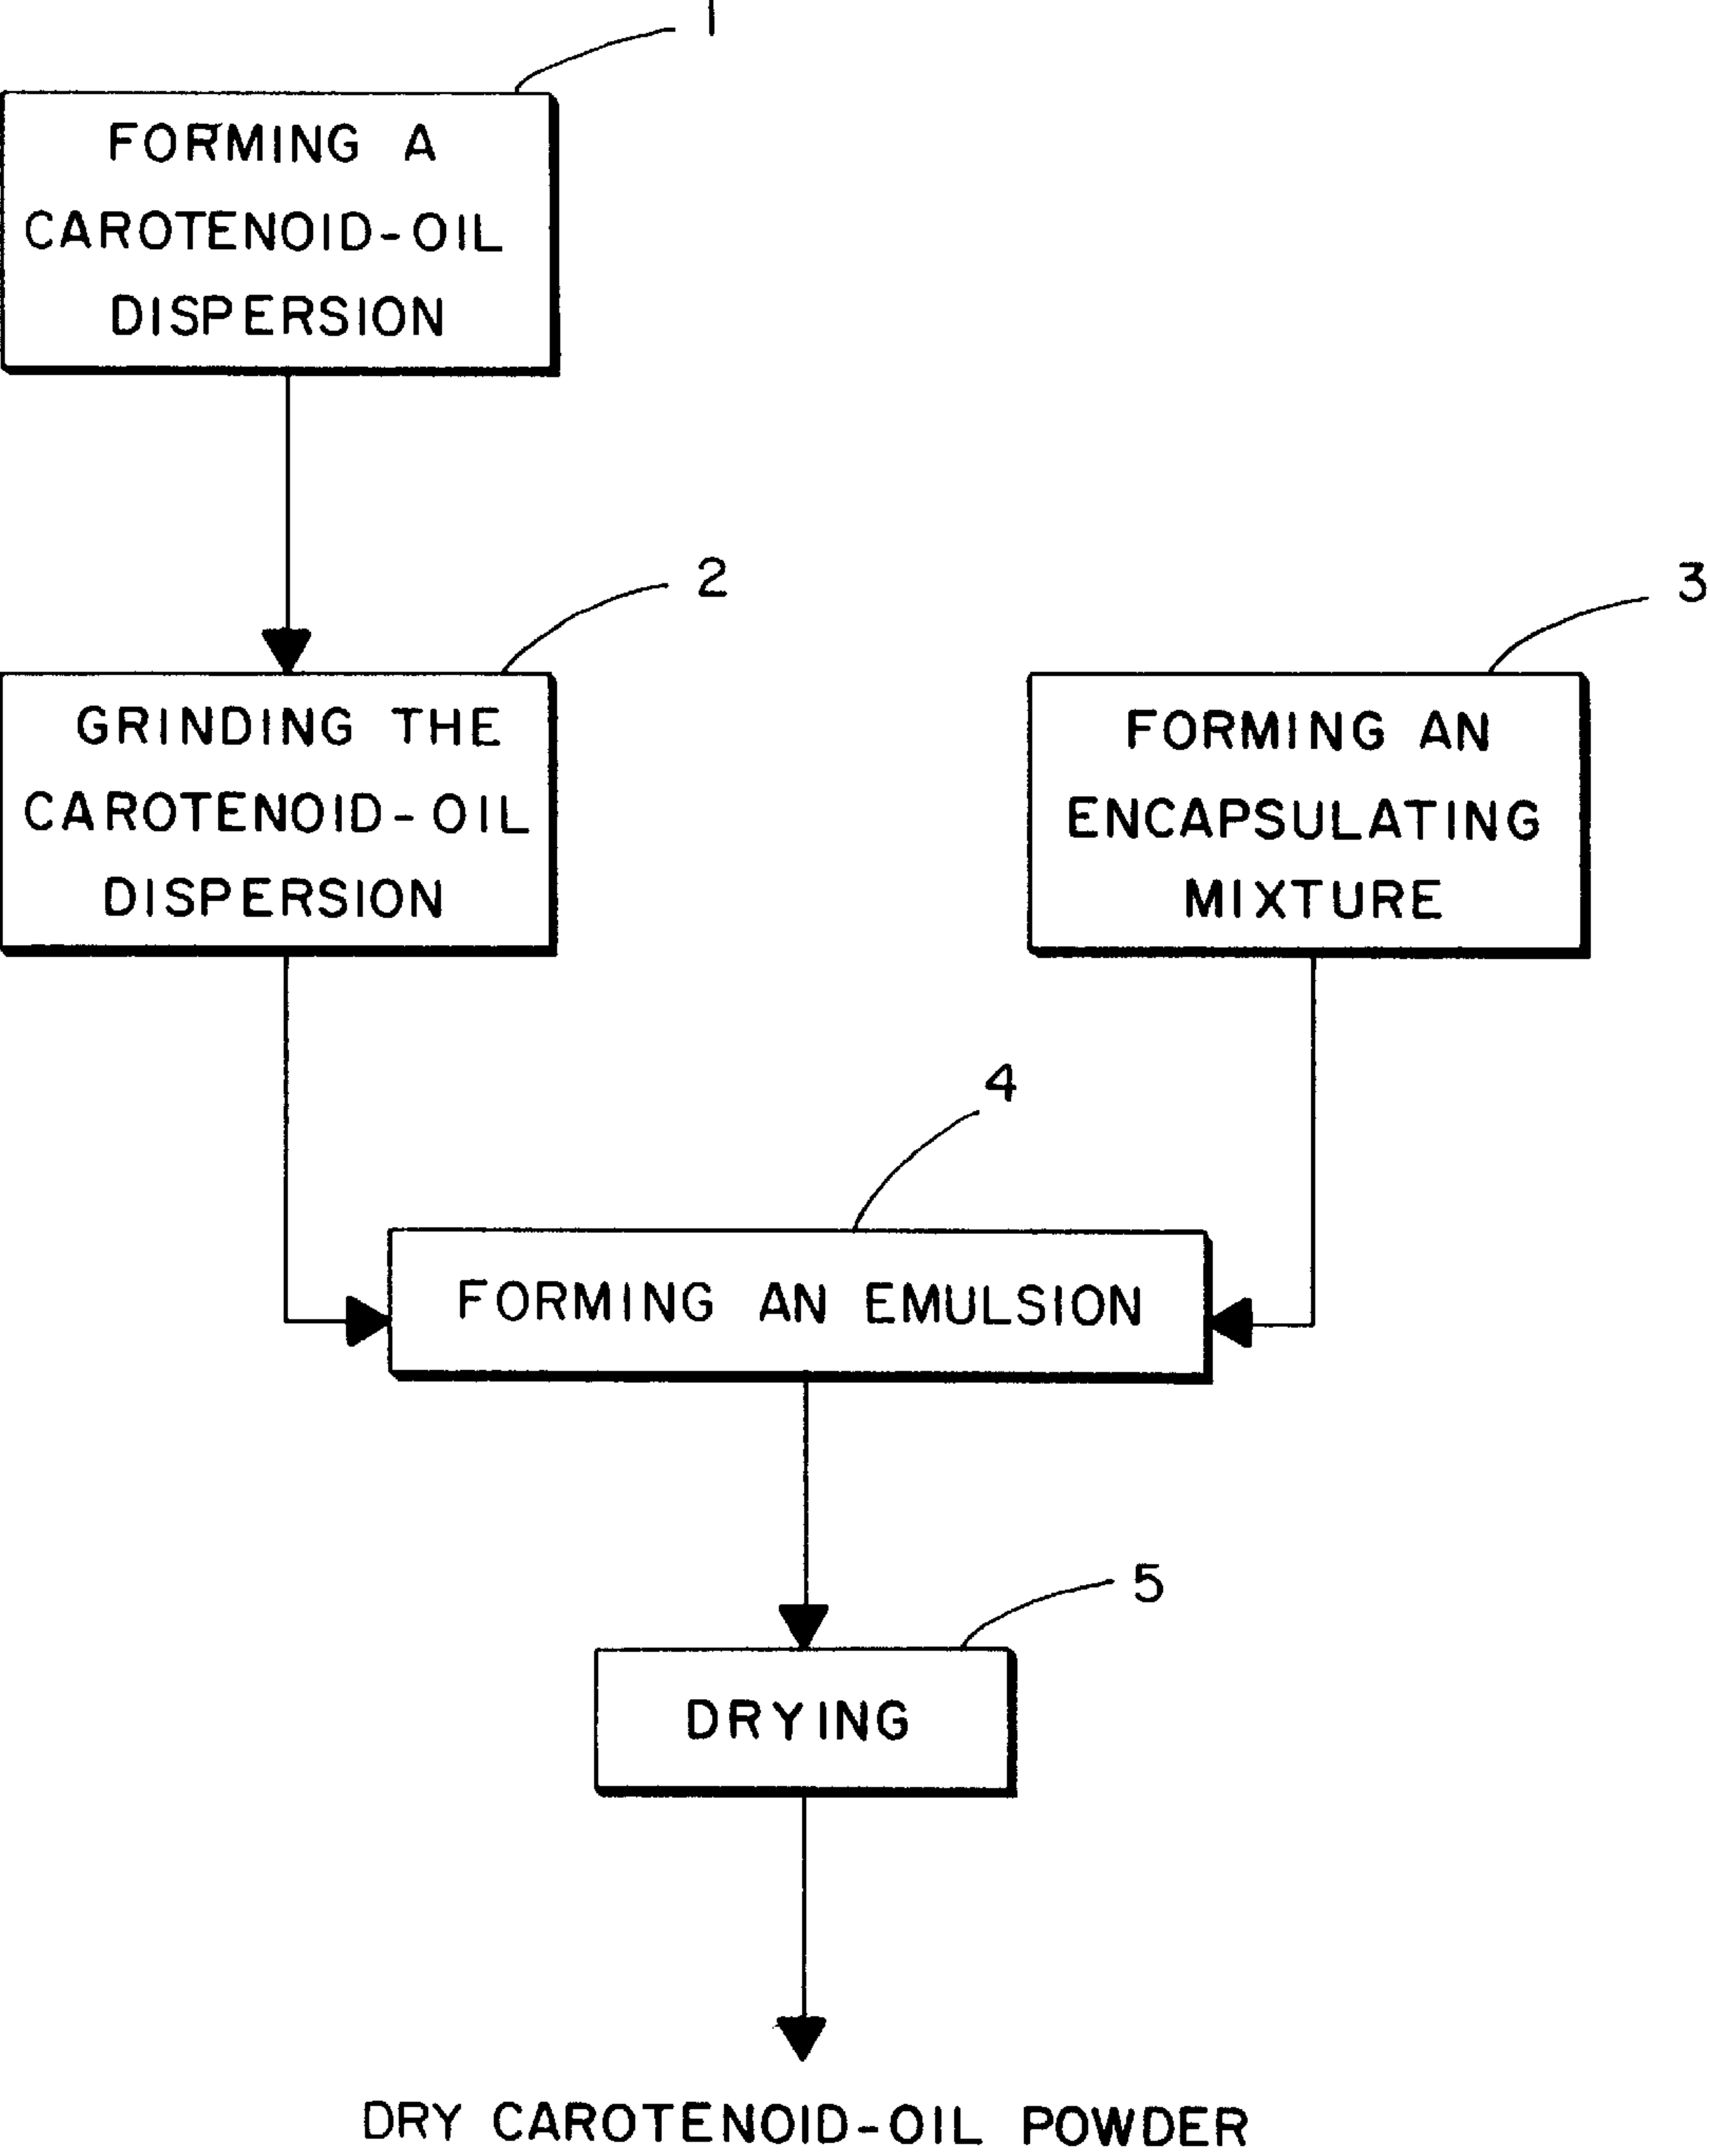 1
FORMING A
CAROTENOID-OIL
DISPERSION
2
GRINDING THE
CAROTENOID-OIL
DISPERSION
3
FORMING AN
ENCAPSULATING
MIXTURE
4
FORMING AN EMULSION
5
DRYING
DRY CAROTENOID-OIL POWDER